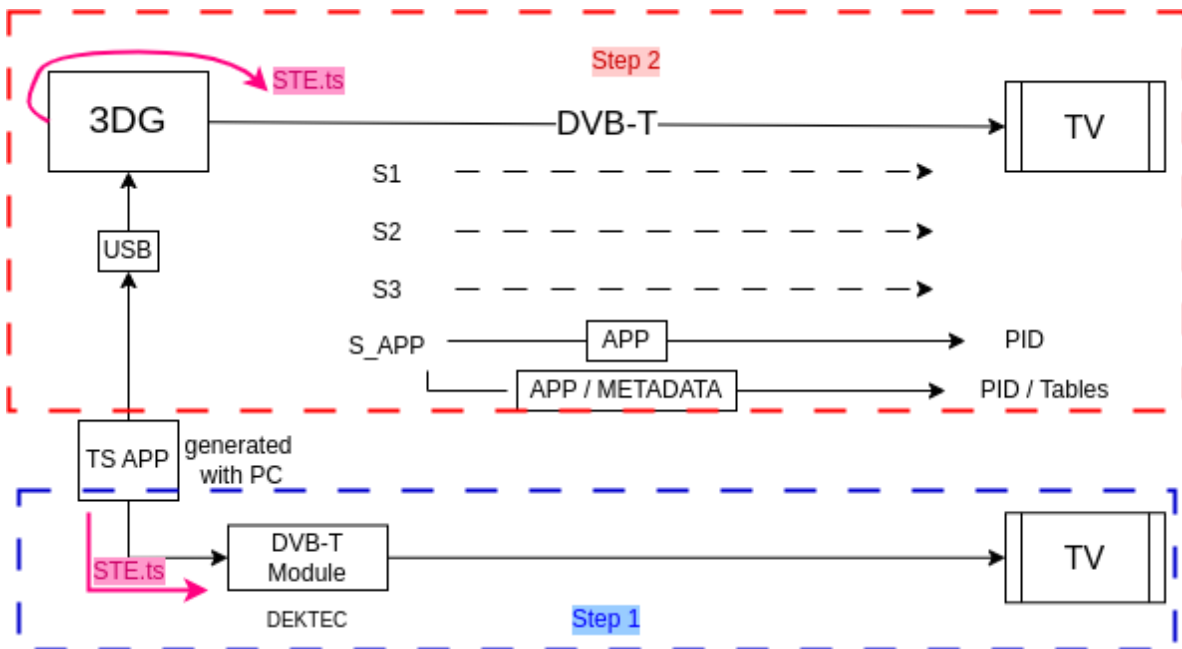 Step 2
STE.ts
3DG
DVB-T
TV
S1
S2
USB
S3
S_APP
APP
PID
APP / METADATA
PID / Tables
TS APP
generated
with PC
STE.ts
DVB-T
Module
TV
DEKTEC
Step 1